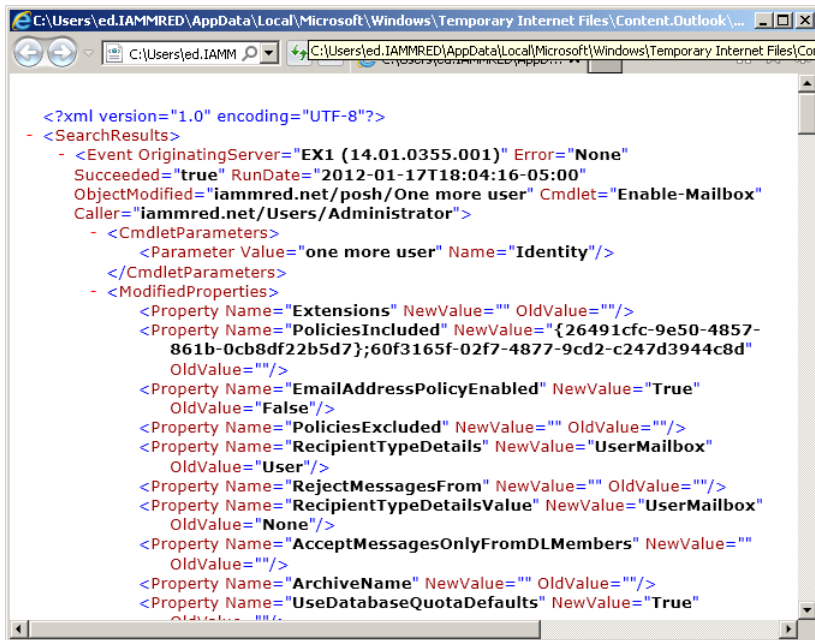 C:\Users\ed.IAMMRED\AppData\Local\Microsoft\Windows\Temporary Internet Files\Content.Outlook\...
C:\Users\ed.IAMM
C:\Users\ed.IAMMRED\AppData\Local\Microsoft\Windows\Temporary Internet Files\Co
<?xml version="1.0" encoding="UTF-8"?>
- <SearchResults>
- <Event OriginatingServer="EX1 (14.01.0355.001)" Error="None"
Succeeded="true" RunDate="2012-01-17T18:04:16-05:00"
ObjectModified="iammred.net/posh/One more user" Cmdlet="Enable-Mailbox"
Caller="iammred.net/Users/Administrator">
- <CmdletParameters>
<Parameter Value="one more user" Name="Identity"/>
</CmdletParameters>
- <ModifiedProperties>
<Property Name="Extensions" NewValue="" OldValue=""/>
<Property Name="PoliciesIncluded" NewValue="{26491cfc-9e50-4857-
861b-0cb8df22b5d7};60f3165f-02f7-4877-9cd2-c247d3944c8d"
OldValue=""/>
<Property Name="EmailAddressPolicyEnabled" NewValue="True"
OldValue="False"/>
<Property Name="PoliciesExcluded" NewValue="" OldValue=""/>
<Property Name="RecipientTypeDetails" NewValue="UserMailbox"
OldValue="User"/>
<Property Name="RejectMessagesFrom" NewValue="" OldValue=""/>
<Property Name="RecipientTypeDetailsValue" NewValue="UserMailbox"
OldValue="None"/>
<Property Name="AcceptMessagesOnlyFromDLMembers" NewValue=""
OldValue=""/>
<Property Name="ArchiveName" NewValue="" OldValue=""/>
<Property Name="UseDatabaseQuotaDefaults" NewValue="True"